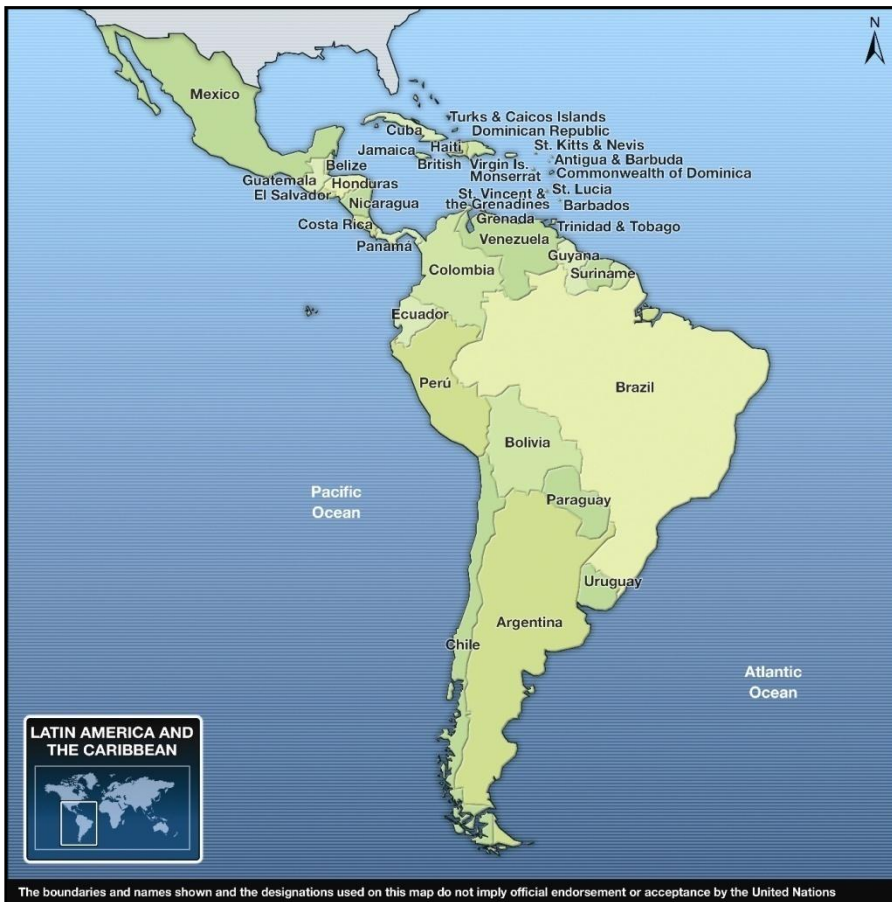 N
Mexico
Turks & Caicos Islands
Cuba
Dominican Republic
Jamaica
Haiti
St. Kitts & Nevis
British Virgin Is.
Antigua & Barbuda
Belize
Monserrat
Commonwealth of Dominica
Guatemala
Honduras
St. Vincent &
the Grenadines
St. Lucia
El Salvador
Nicaragua
Barbados
Grenada
Costa Rica
Trinidad & Tobago
Panamá
Venezuela
Guyana
Colombia
Suriname
Ecuador
Perú
Brazil
Bolivia
Pacific
Ocean
Paraguay
Uruguay
Argentina
Chile
Atlantic
Ocean
LATIN AMERICA AND
THE CARIBBEAN
The boundaries and names shown and the designations used on this map do not imply official endorsement or acceptance by the United Nations